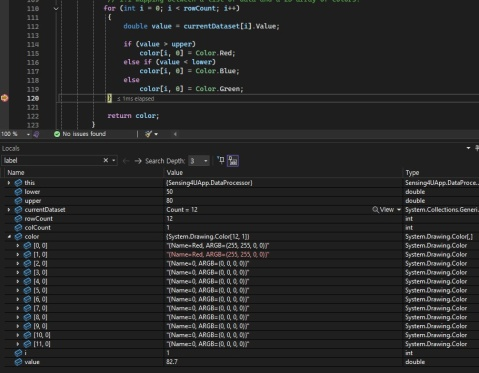 110 for (int i = 0; i < rowCount; i++)
111 {
112 double value = currentDataset[i].Value;
113
114 if (value > upper)
115 color[i, 0] = Color.Red;
116 else if (value < lower)
117 color[i, 0] = Color.Blue;
118 else
119 color[i, 0] = Color.Green;
120 } ≤ 1ms elapsed
121
122 return color;
123 }
100 % No issues found
Locals
label Search Depth: 3
Name Value Type
this {Sensing4UApp.DataProcessor} Sensing4UApp.DataProce...
lower 50 double
upper 80 double
currentDataset Count = 12 View System.Collections.Generi...
rowCount 12 int
colCount 1 int
color {System.Drawing.Color[12, 1]} System.Drawing.Color[,]
[0, 0] "{Name=Red, ARGB=(255, 255, 0, 0)}" System.Drawing.Color
[1, 0] "{Name=Red, ARGB=(255, 255, 0, 0)}" System.Drawing.Color
[2, 0] "{Name=0, ARGB=(0, 0, 0, 0)}" System.Drawing.Color
[3, 0] "{Name=0, ARGB=(0, 0, 0, 0)}" System.Drawing.Color
[4, 0] "{Name=0, ARGB=(0, 0, 0, 0)}" System.Drawing.Color
[5, 0] "{Name=0, ARGB=(0, 0, 0, 0)}" System.Drawing.Color
[6, 0] "{Name=0, ARGB=(0, 0, 0, 0)}" System.Drawing.Color
[7, 0] "{Name=0, ARGB=(0, 0, 0, 0)}" System.Drawing.Color
[8, 0] "{Name=0, ARGB=(0, 0, 0, 0)}" System.Drawing.Color
[9, 0] "{Name=0, ARGB=(0, 0, 0, 0)}" System.Drawing.Color
[10, 0] "{Name=0, ARGB=(0, 0, 0, 0)}" System.Drawing.Color
[11, 0] "{Name=0, ARGB=(0, 0, 0, 0)}" System.Drawing.Color
i 1 int
value 82.7 double